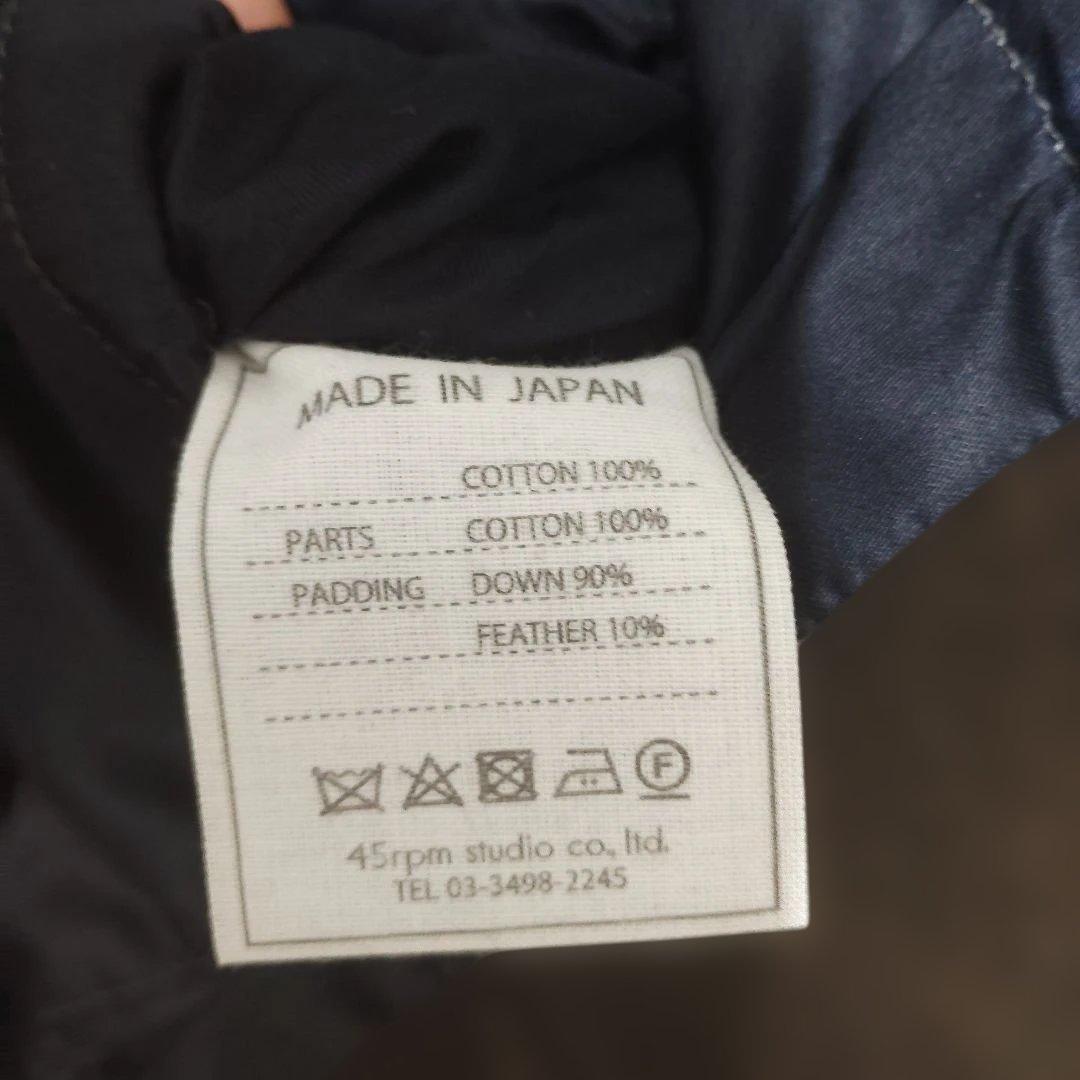 MADE IN JAPAN
COTTON 100%
PARTS COTTON 100%
PADDING DOWN 90%
FEATHER 10%
F
45rpm studio co., ltd.
TEL 03-3498-2245